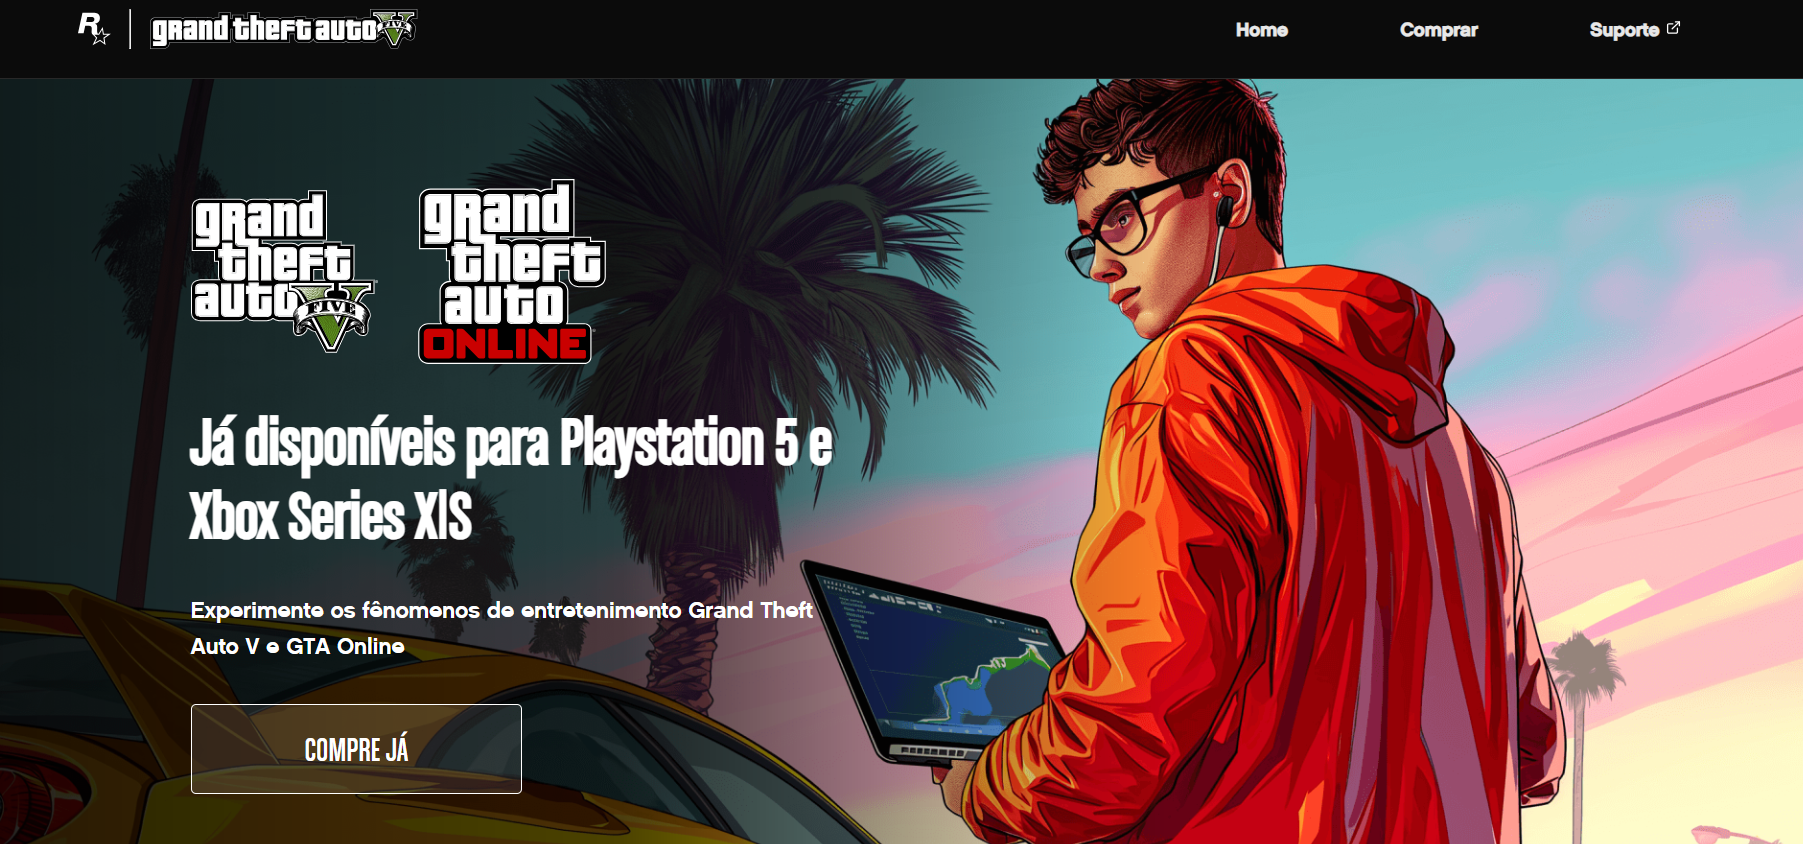 R
grand theft auto V
FIVE
Home
Comprar
Suporte
grand
theft
auto V
FIVE
grand
theft
auto
ONLINE
Já disponíveis para Playstation 5 e
Xbox Series X|S
Experimente os fênomenos de entretenimento Grand Theft
Auto V e GTA Online
COMPRE JÁ